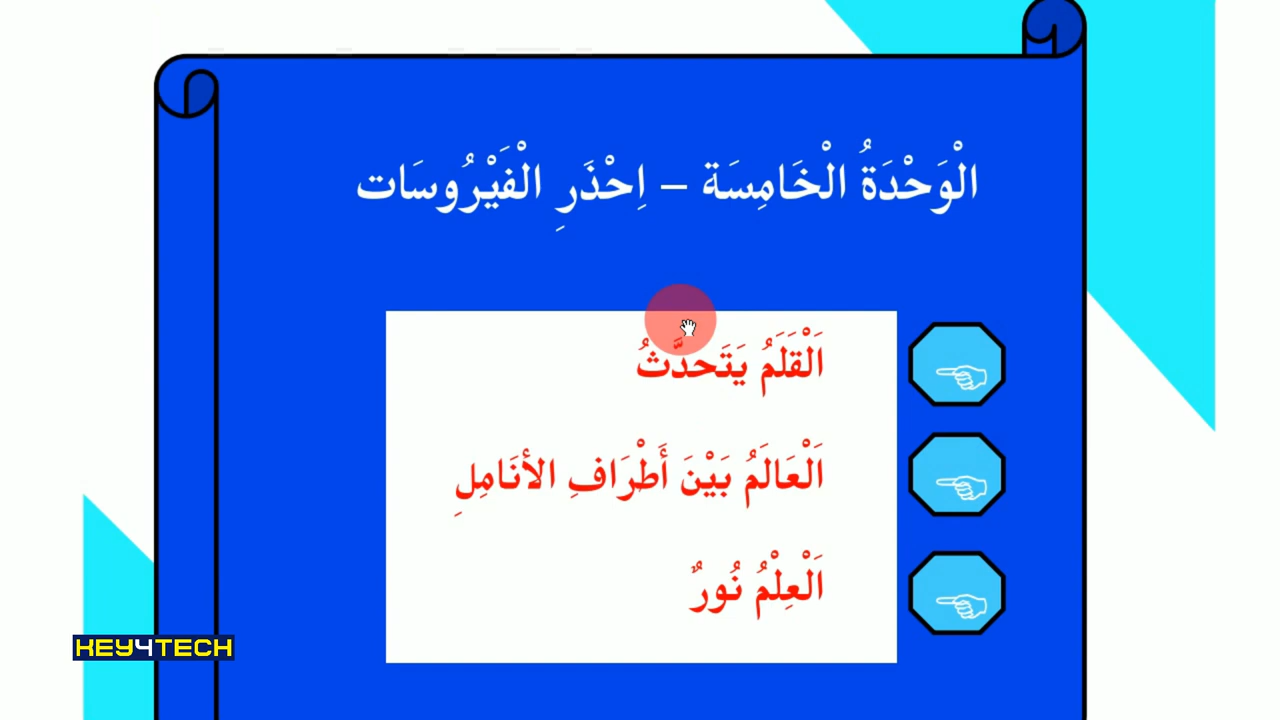 الْوَحْدَةُ الْخَامِسَة – اِحْذَرِ الْفَيْرُوسَات
اَلْقَلَمُ يَتَحدَّثُ
اَلْعَالَمُ بَيْنَ أَطْرَافِ الأنَامِلِ
اَلْعِلْمُ نُورٌ
KEY4TECH